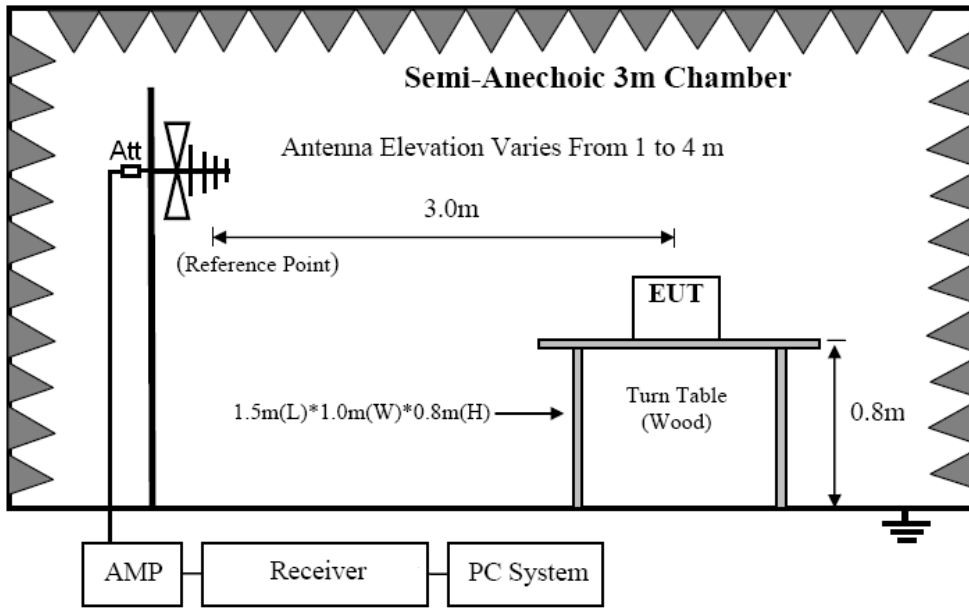 Semi-Anechoic 3m Chamber
Att
Antenna Elevation Varies From 1 to 4 m
3.0m
(Reference Point)
EUT
1.5m(L)*1.0m(W)*0.8m(H)
Turn Table
(Wood)
0.8m
AMP
Receiver
PC System